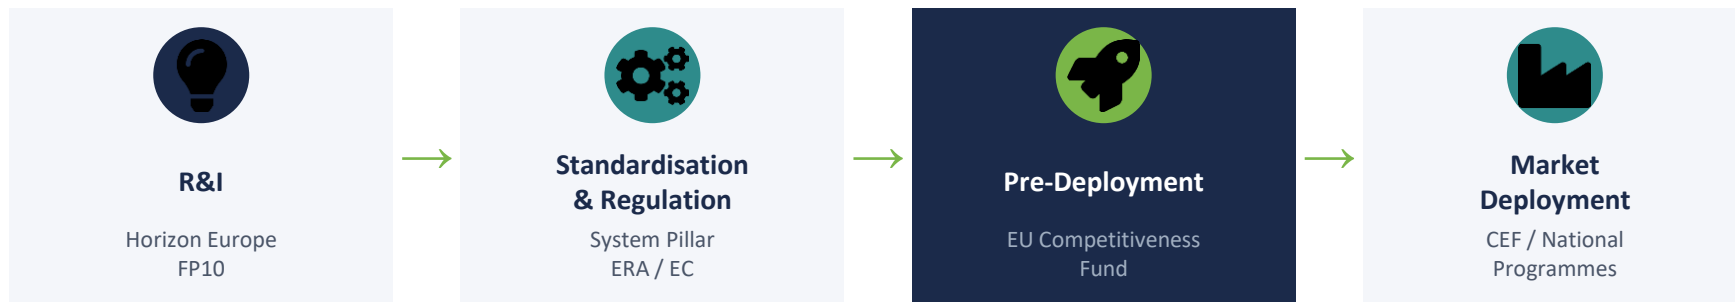 R&I
Horizon Europe
FP10
Standardisation
& Regulation
System Pillar
ERA / EC
Pre-Deployment
EU Competitiveness
Fund
Market
Deployment
CEF / National
Programmes